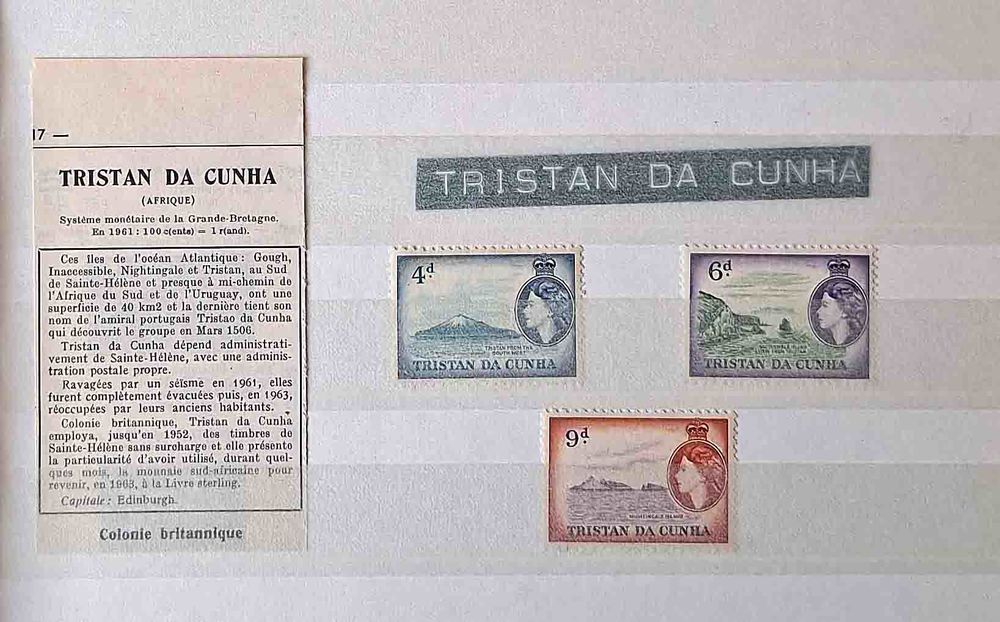 17 —
TRISTAN DA CUNHA
(AFRIQUE)
Système monétaire de la Grande-Bretagne.
En 1961 : 100 c(ents) = 1 r(and).
Ces îles de l'océan Atlantique : Gough,
Inaccessible, Nightingale et Tristan, au Sud
de Sainte-Hélène et presque à mi-chemin de
l'Afrique du Sud et de l'Uruguay, ont une
superficie de 40 km2 et la dernière tient son
nom de l'amiral portugais Tristao da Cunha
qui découvrit le groupe en Mars 1506.
Tristan da Cunha dépend administrati-
vement de Sainte-Hélène, avec une adminis-
tration postale propre.
Ravagées par un séisme en 1961, elles
furent complètement évacuées puis, en 1963,
réoccupées par leurs anciens habitants.
Colonie britannique, Tristan da Cunha
employa, jusqu'en 1952, des timbres de
Sainte-Hélène sans surcharge et elle présente
la particularité d'avoir utilisé, durant quel-
ques mois, la monnaie sud-africaine pour
revenir, en 1963, à la Livre sterling.
Capitale : Edinburgh.
Colonie britannique
TRISTAN DA CUNHA
4d
TRISTAN FROM THE
SOUTH WEST
TRISTAN DA CUNHA
6d
TRISTAN DA CUNHA
9d
NIGHTINGALE ISLAND
TRISTAN DA CUNHA